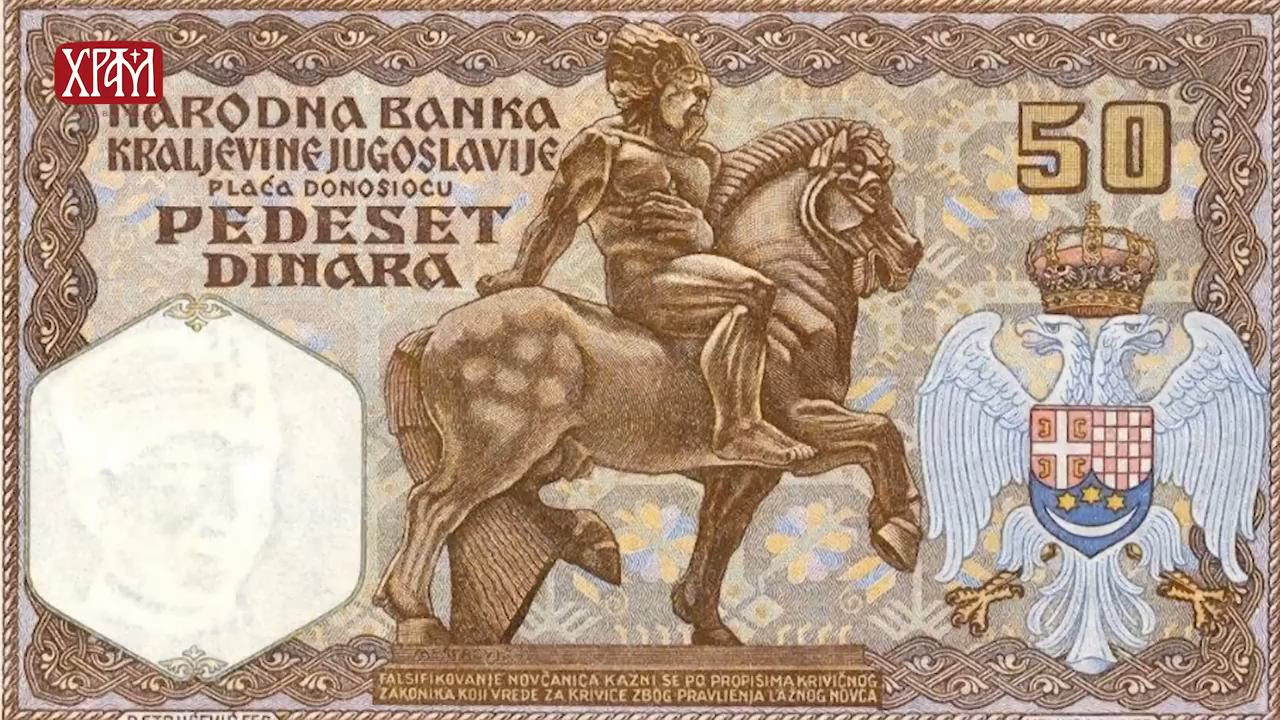 ХРАМ
NARODNA BANKA
KRALJEVINE JUGOSLAVIJE
PLAĆA DONOSIOCU
PEDESET
DINARA
50
FALSIFIKOVANJE NOVČANICA KAZNI SE PO PROPISIMA KRIVIČNOG
ZAKONIKA KOJI VREDE ZA KRIVICE ZBOG PRAVLJENJA LAŽNOG NOVCA